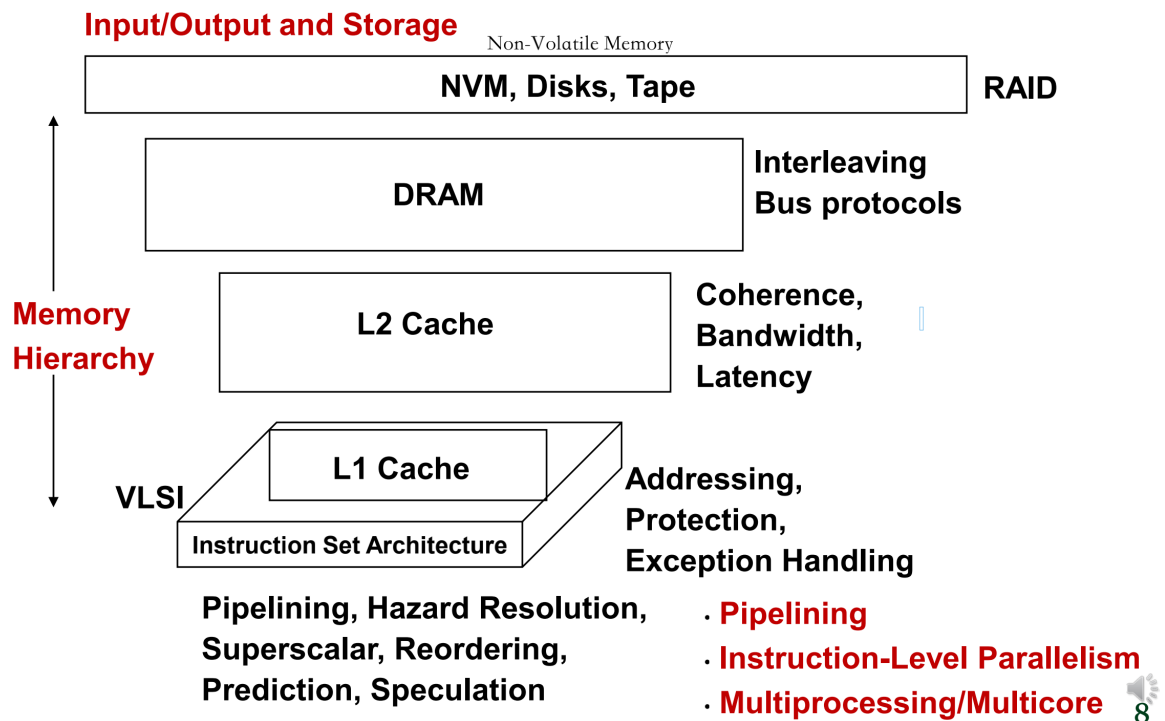 Input/Output and Storage
Non-Volatile Memory
NVM, Disks, Tape
RAID
DRAM
Interleaving
Bus protocols
Memory
Hierarchy
L2 Cache
Coherence,
Bandwidth,
Latency
L1 Cache
VLSI
Instruction Set Architecture
Addressing,
Protection,
Exception Handling
Pipelining, Hazard Resolution,
Superscalar, Reordering,
Prediction, Speculation
· Pipelining
· Instruction-Level Parallelism
· Multiprocessing/Multicore
8